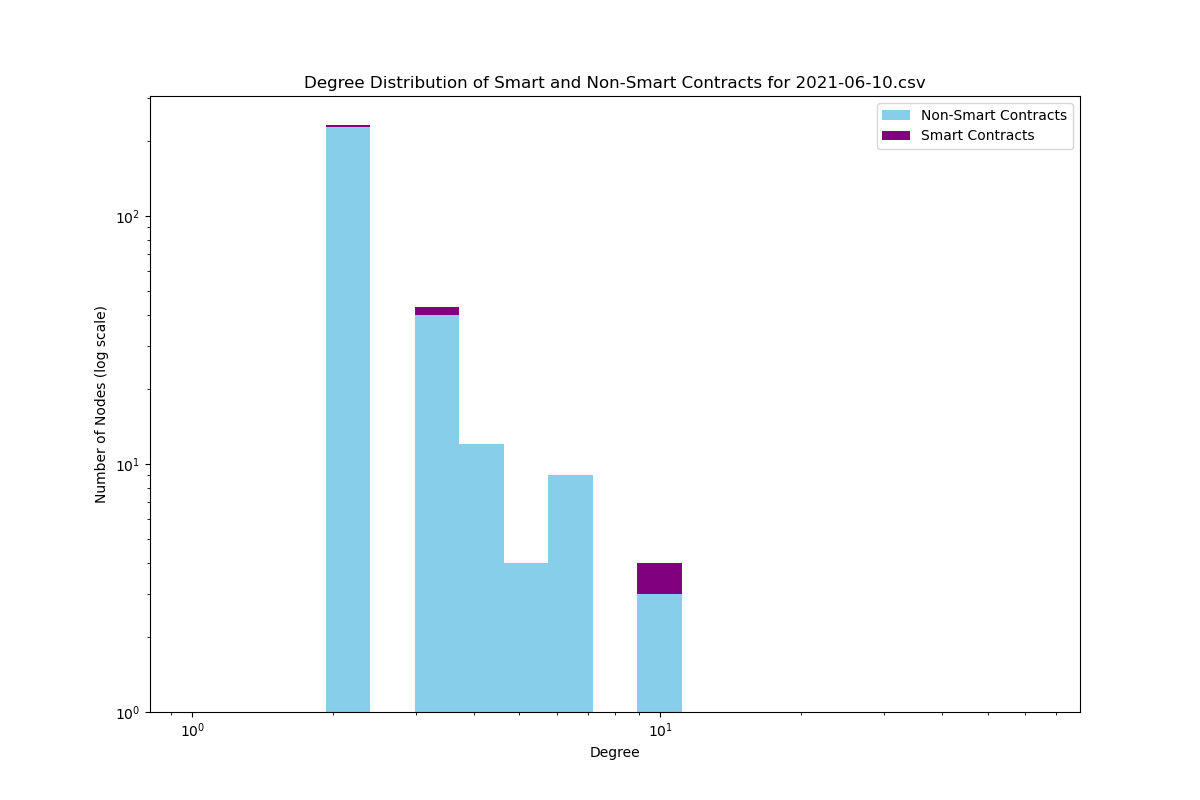 Degree Distribution of Smart and Non-Smart Contracts for 2021-06-10.csv
Non-Smart Contracts
Smart Contracts
Number of Nodes (log scale)
10²
10¹
10⁰
10⁰
10¹
Degree